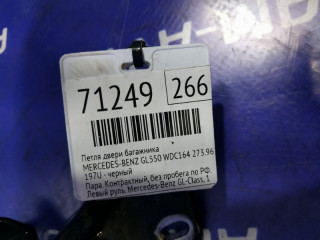 71249 266
Петля двери багажника
MERCEDES-BENZ GL550 WDC164 273.96
197U - черный
Пара. Контрактный, без пробега по РФ.
Левый руль. Mercedes-Benz GL-Class, 1